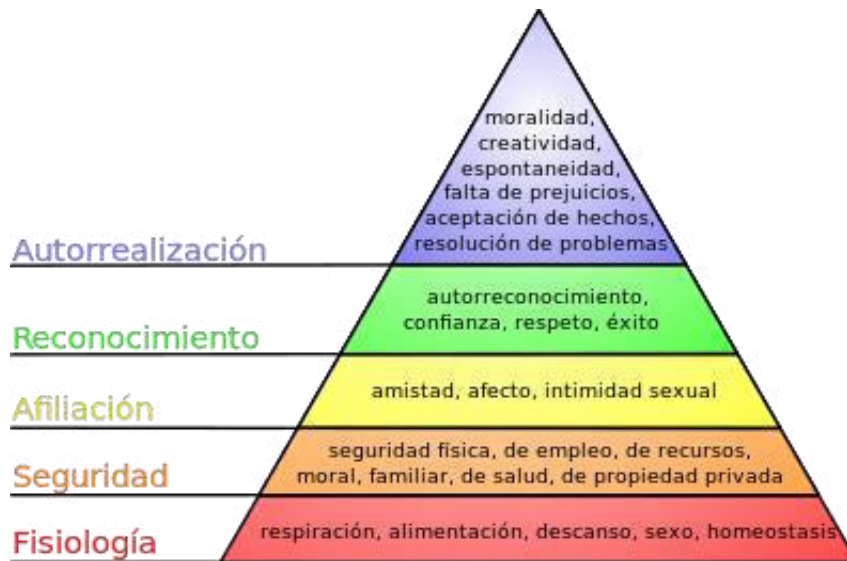 moralidad,
creatividad,
espontaneidad,
falta de prejuicios,
aceptación de hechos,
resolución de problemas
Autorrealización
autorreconocimiento,
confianza, respeto, éxito
Reconocimiento
amistad, afecto, intimidad sexual
Afiliación
seguridad física, de empleo, de recursos,
moral, familiar, de salud, de propiedad privada
Seguridad
respiración, alimentación, descanso, sexo, homeostasis
Fisiología